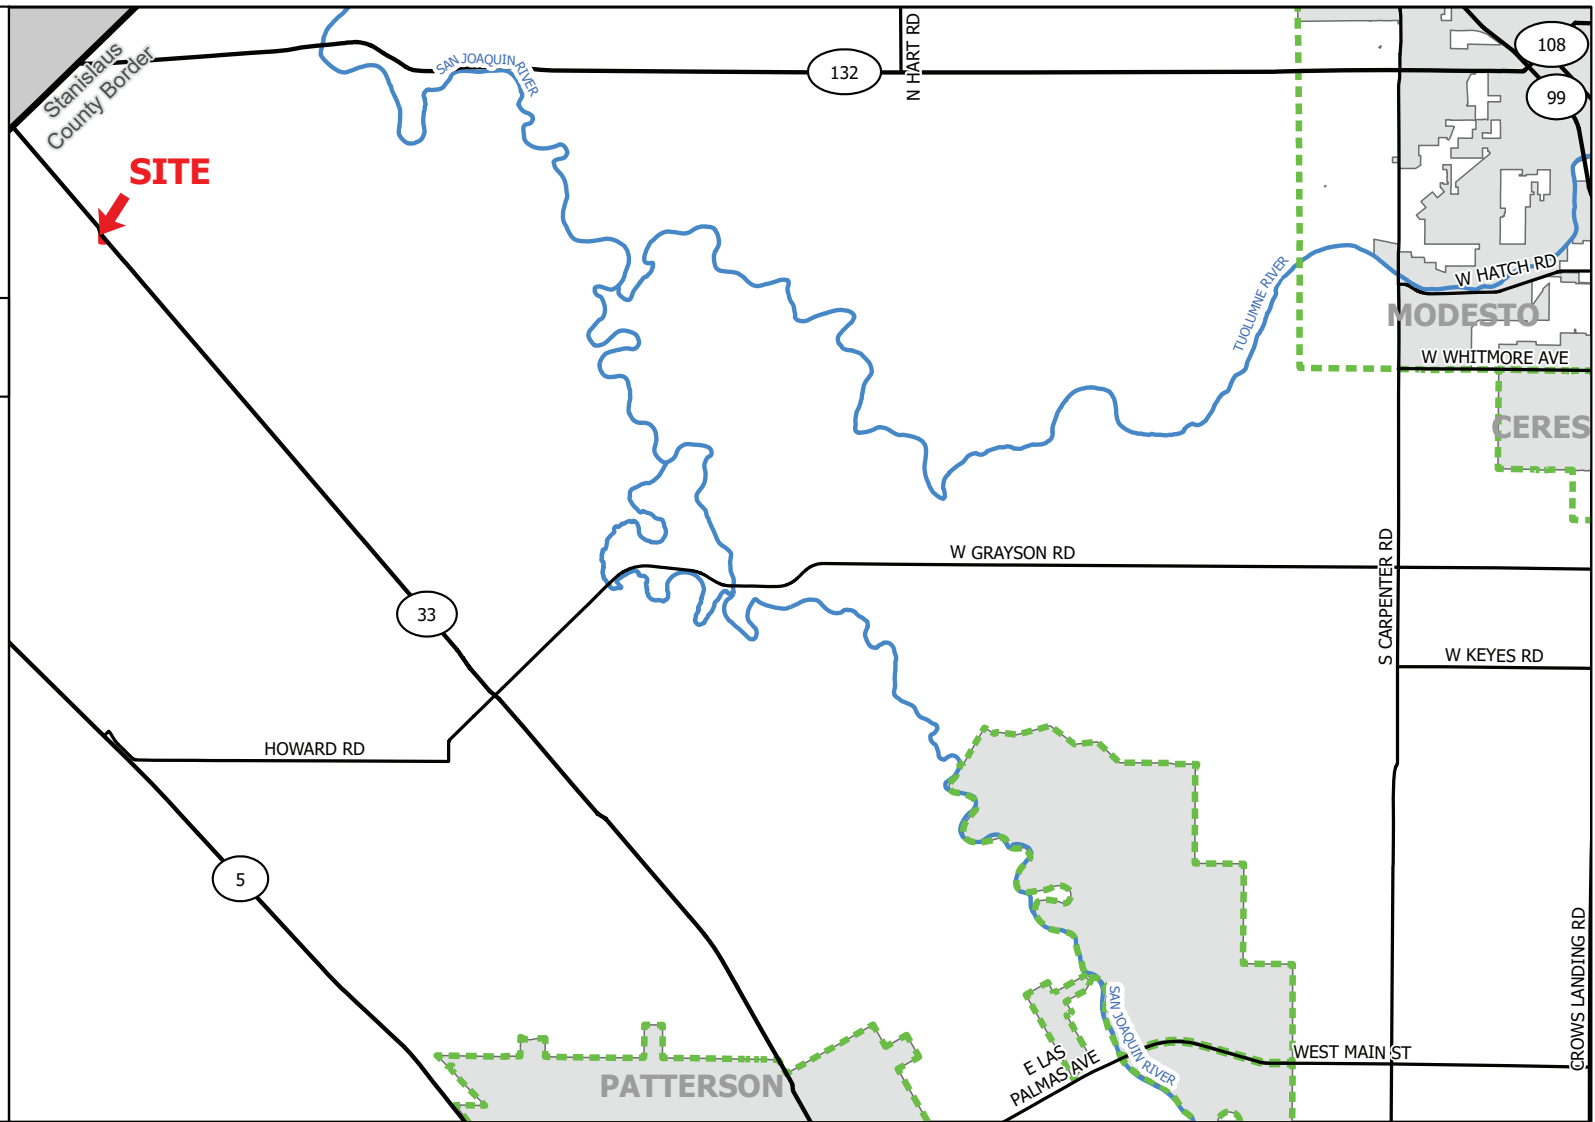 Stanislaus
County Border
SITE
SAN JOAQUIN RIVER
132
N HART RD
108
99
TUOLUMNE RIVER
W HATCH RD
MODESTO
W WHITMORE AVE
CERES
W GRAYSON RD
S CARPENTER RD
33
W KEYES RD
HOWARD RD
5
CROWS LANDING RD
SAN JOAQUIN RIVER
E LAS
PALMAS AVE
WEST MAIN ST
PATTERSON